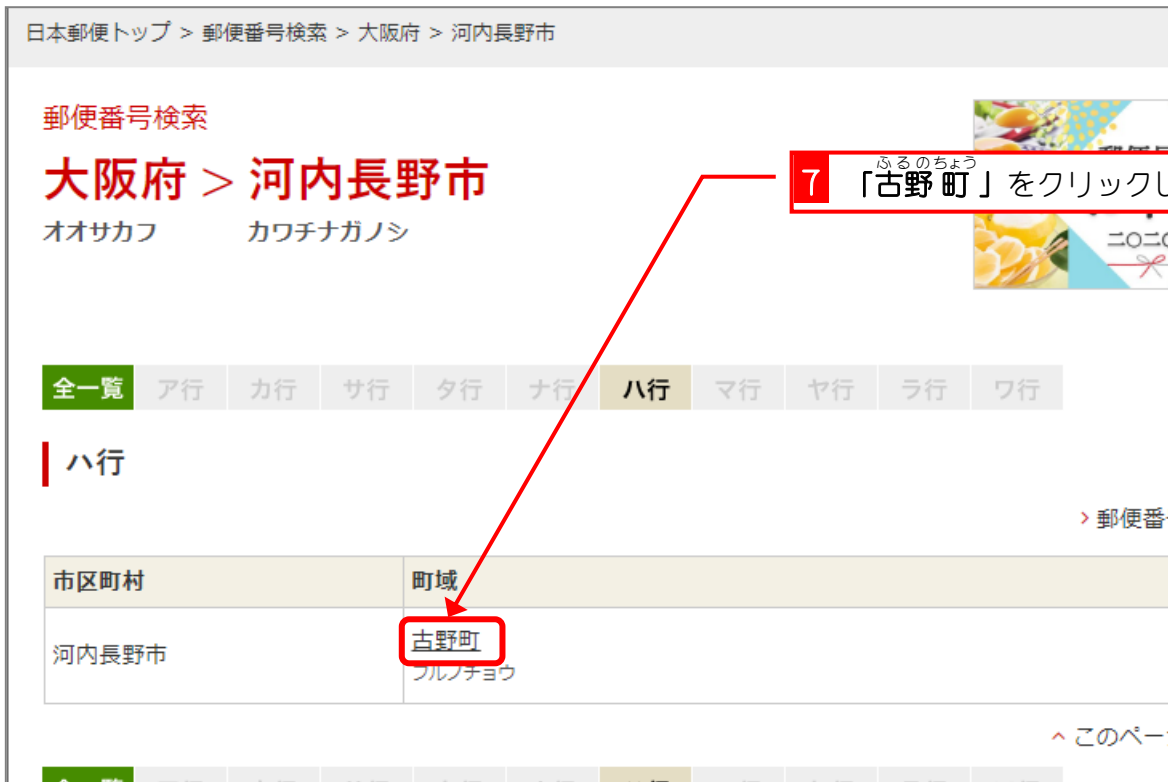 日本郵便トップ > 郵便番号検索 > 大阪府 > 河内長野市
郵便番号検索
大阪府 > 河内長野市
オオサカフ カワチナガノシ
ふるのちょう
7 「古野町」をクリックし
二〇二〇
全一覧 ア行 カ行 サ行 タ行 ナ行 ハ行 マ行 ヤ行 ラ行 ワ行
ハ行
> 郵便番
市区町村 町域
河内長野市 古野町
フルノチョウ
このペー